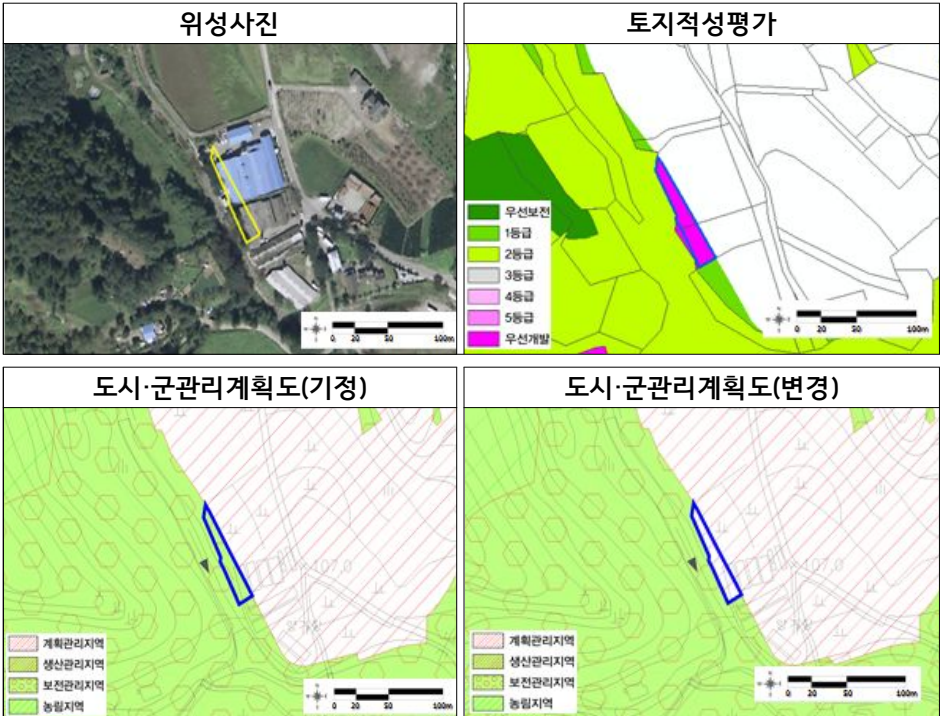 위성사진
토지적성평가
0 20 50 100m
우선보전
1등급
2등급
3등급
4등급
5등급
우선개발
0 20 50 100m
도시·군관리계획도(기정)
도시·군관리계획도(변경)
107.0
계획관리지역
생산관리지역
보전관리지역
농림지역
0 20 50 100m
107.0
계획관리지역
생산관리지역
보전관리지역
농림지역
0 20 50 100m